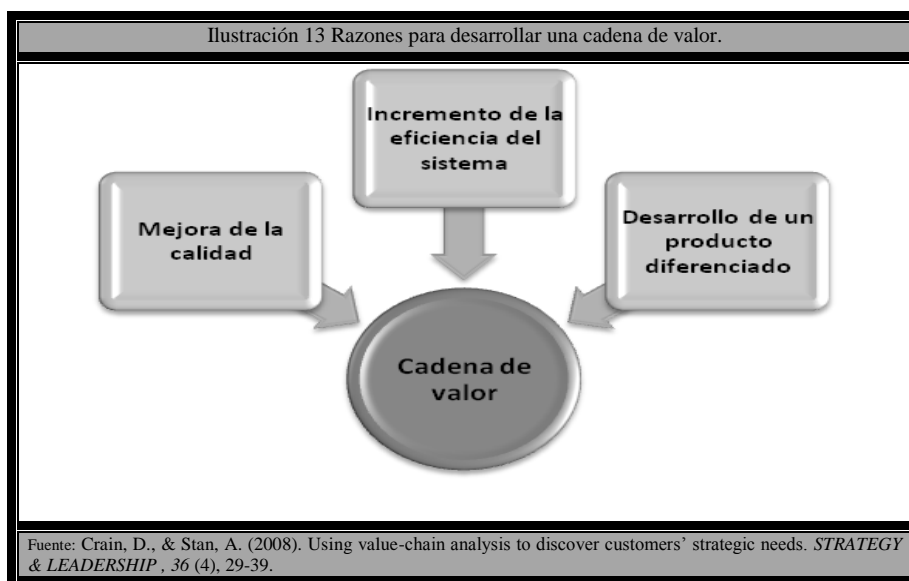 Ilustración 13 Razones para desarrollar una cadena de valor.
Incremento de la
eficiencia del
sistema
Mejora de la
calidad
Desarrollo de un
producto
diferenciado
Cadena de
valor
Fuente: Crain, D., & Stan, A. (2008). Using value-chain analysis to discover customers’ strategic needs. STRATEGY
& LEADERSHIP , 36 (4), 29-39.